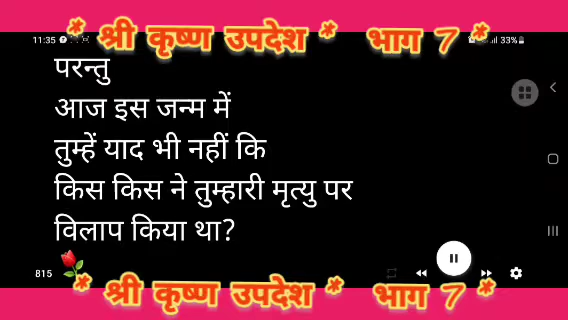 * श्री कृष्ण उपदेश * भाग 7 *
11:35 33%
परन्तु
आज इस जन्म में
तुम्हें याद भी नहीं कि
किस किस ने तुम्हारी मृत्यु पर
विलाप किया था?
815
* श्री कृष्ण उपदेश * भाग 7 *